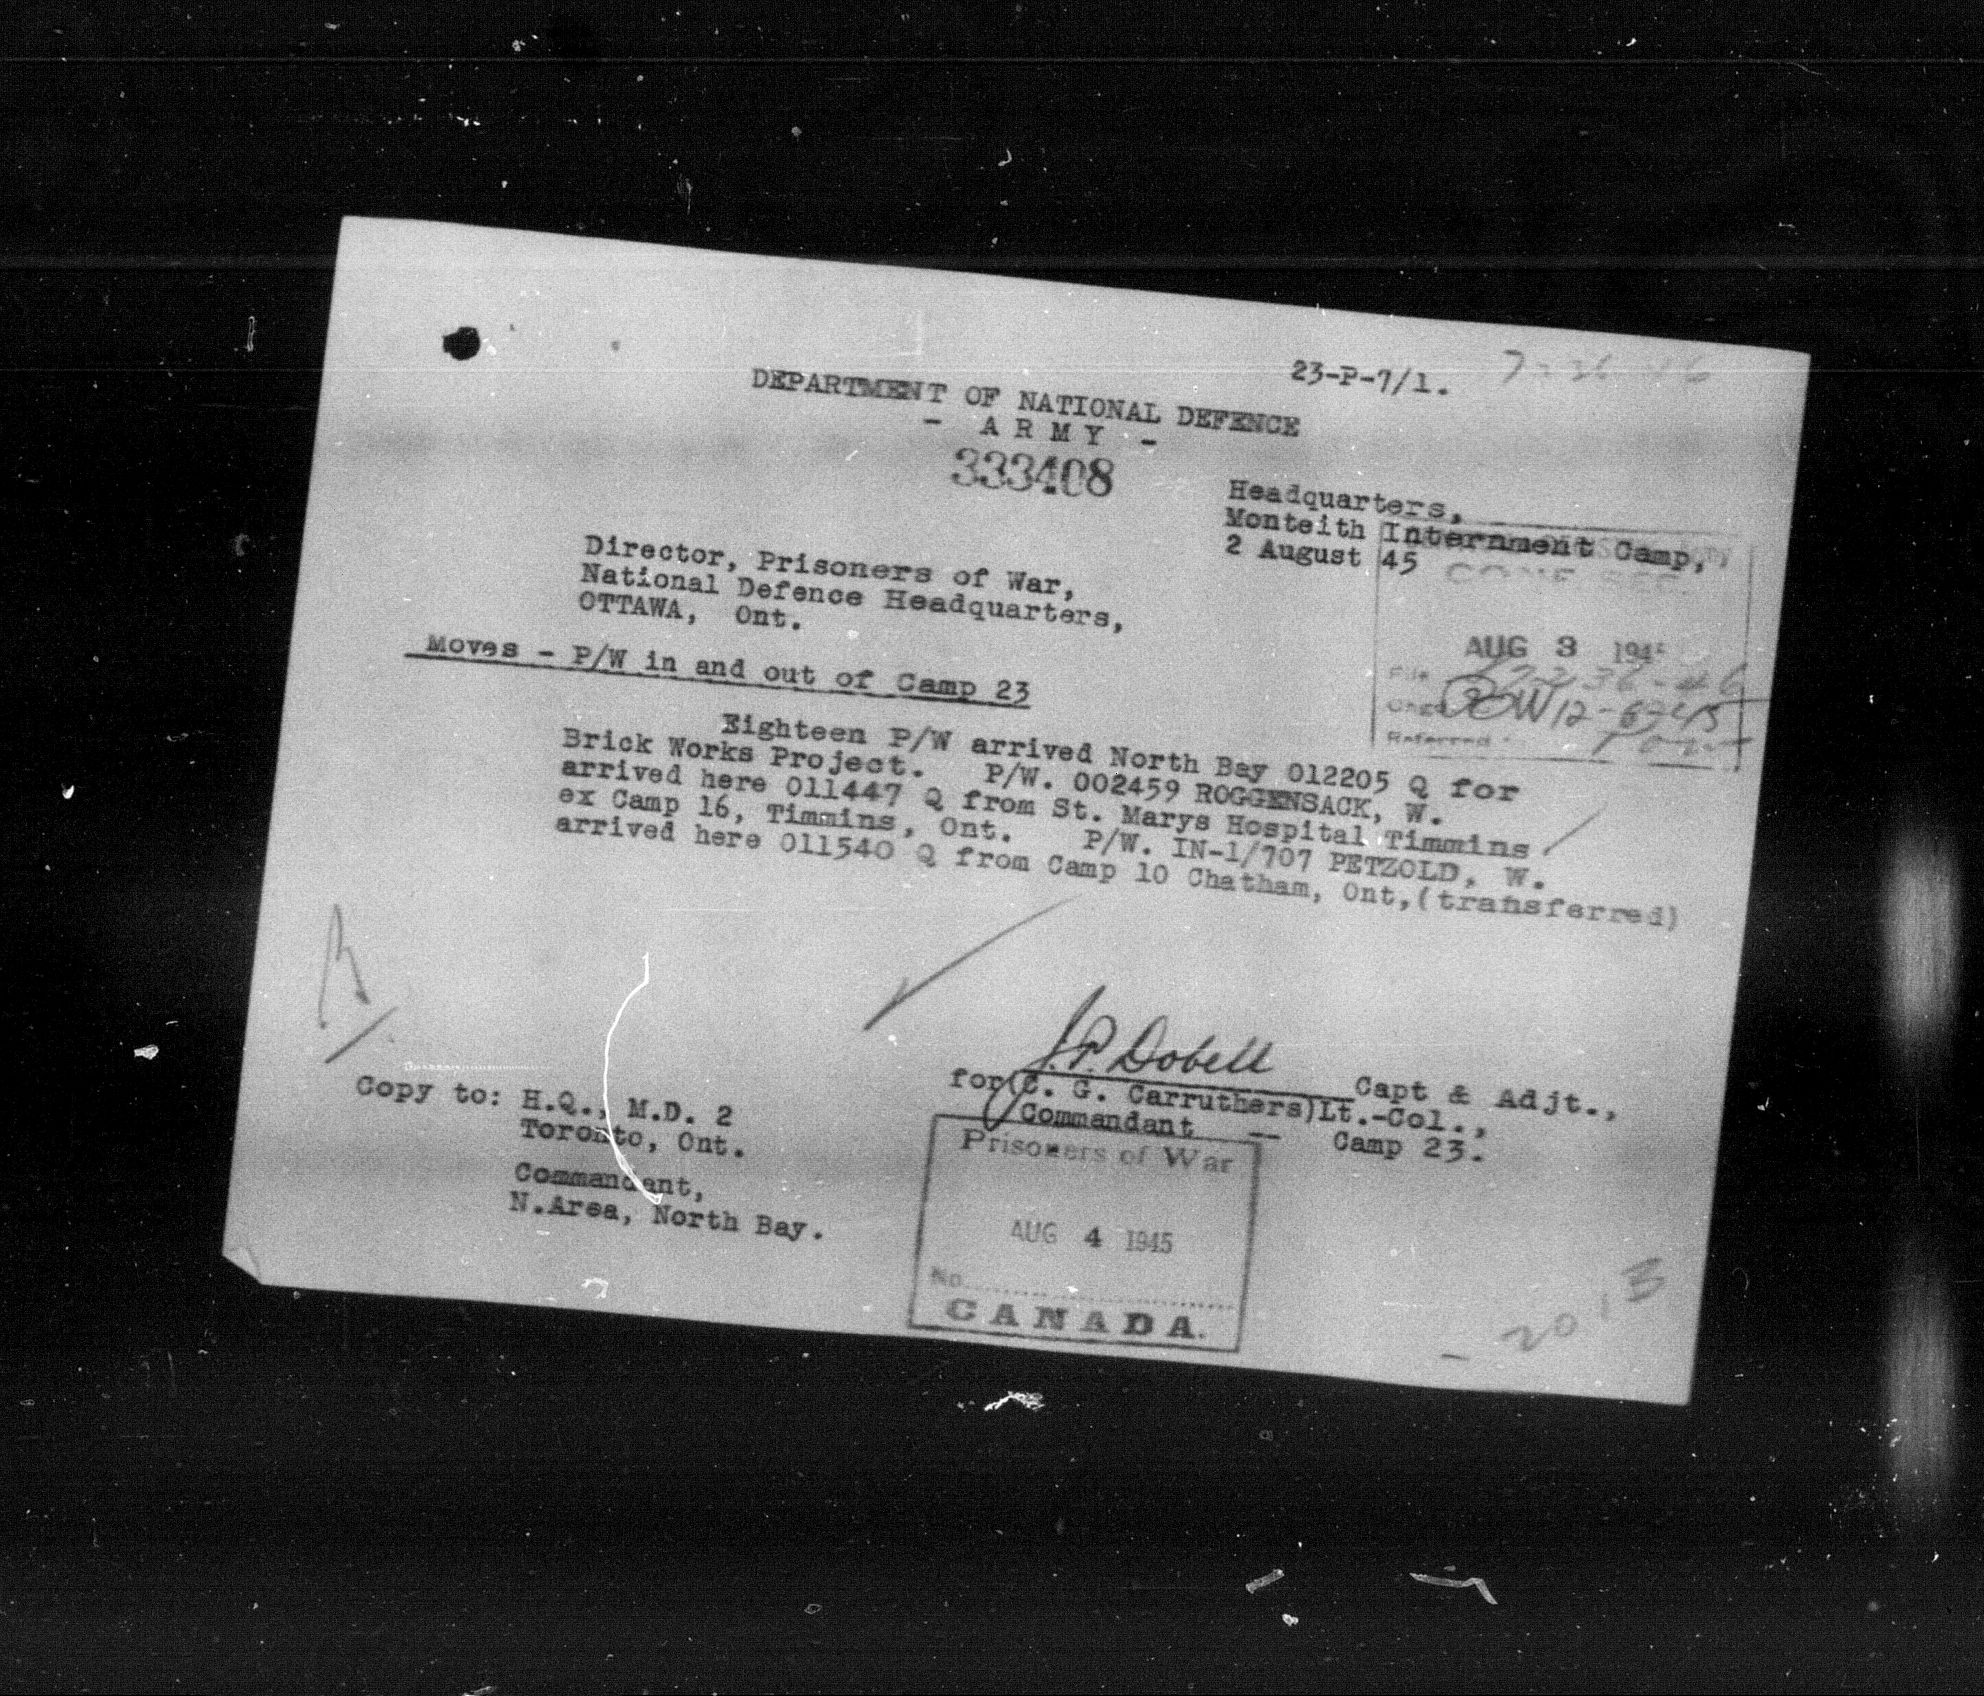 23-P-7/1.
DEPARTMENT OF NATIONAL DEFENCE
- A R M Y -
333408
Headquarters,
Monteith Internment Camp,
2 August 45
Director, Prisoners of War,
National Defence Headquarters,
OTTAWA, Ont.
AUG 3 194
File
Referred
Moves - P/W in and out of Camp 23
Eighteen P/W arrived North Bay 012205 Q for
Brick Works Project. P/W. 002459 ROGGENSACK, W.
arrived here 011447 Q from St. Marys Hospital Timmins
ex Camp 16, Timmins, Ont. P/W. IN-1/707 PETZOLD, W.
arrived here 011540 Q from Camp 10 Chatham, Ont,(transferred)
J.P. Dobell
Capt & Adjt.,
for(C. G. Carruthers)Lt.-Col.,
Commandant -- Camp 23.
Copy to: H.Q., M.D. 2
Toronto, Ont.
Commandant,
N.Area, North Bay.
Prisoners of War
AUG 4 1945
No.
CANADA.